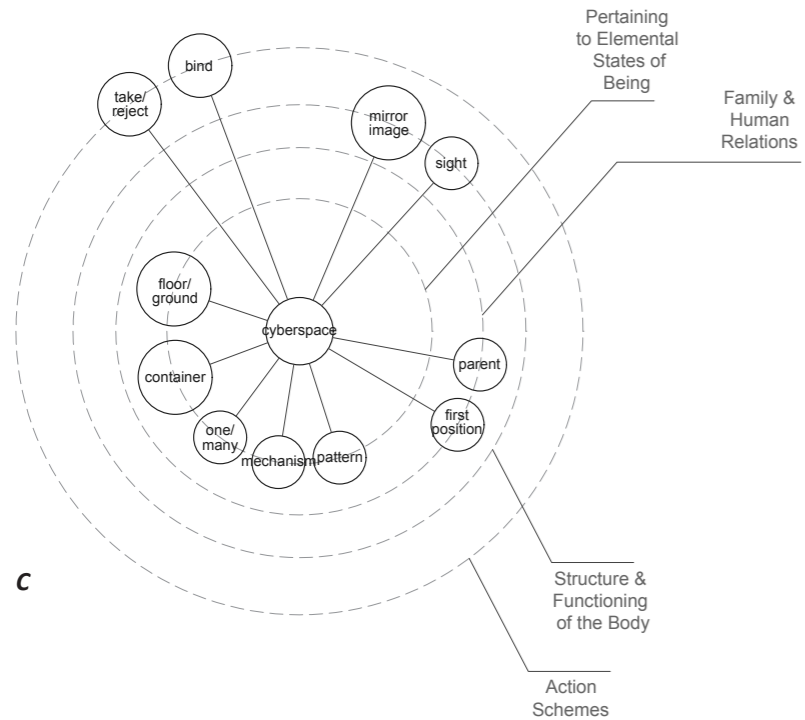 Pertaining
to Elemental
States of
Being
Family &
Human
Relations
bind
take/
reject
mirror
image
sight
floor/
ground
cyberspace
container
parent
one/
many
first
position
mechanism
pattern
C
Structure &
Functioning
of the Body
Action
Schemes